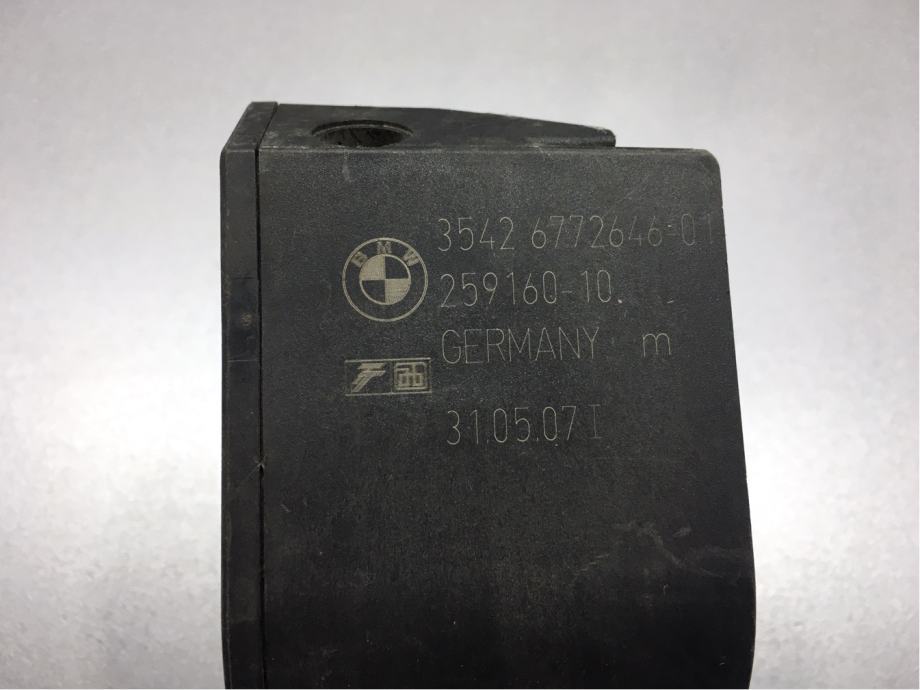 3542 6772646-01
BMW
259160-10.
GERMANY m
31.05.07 I